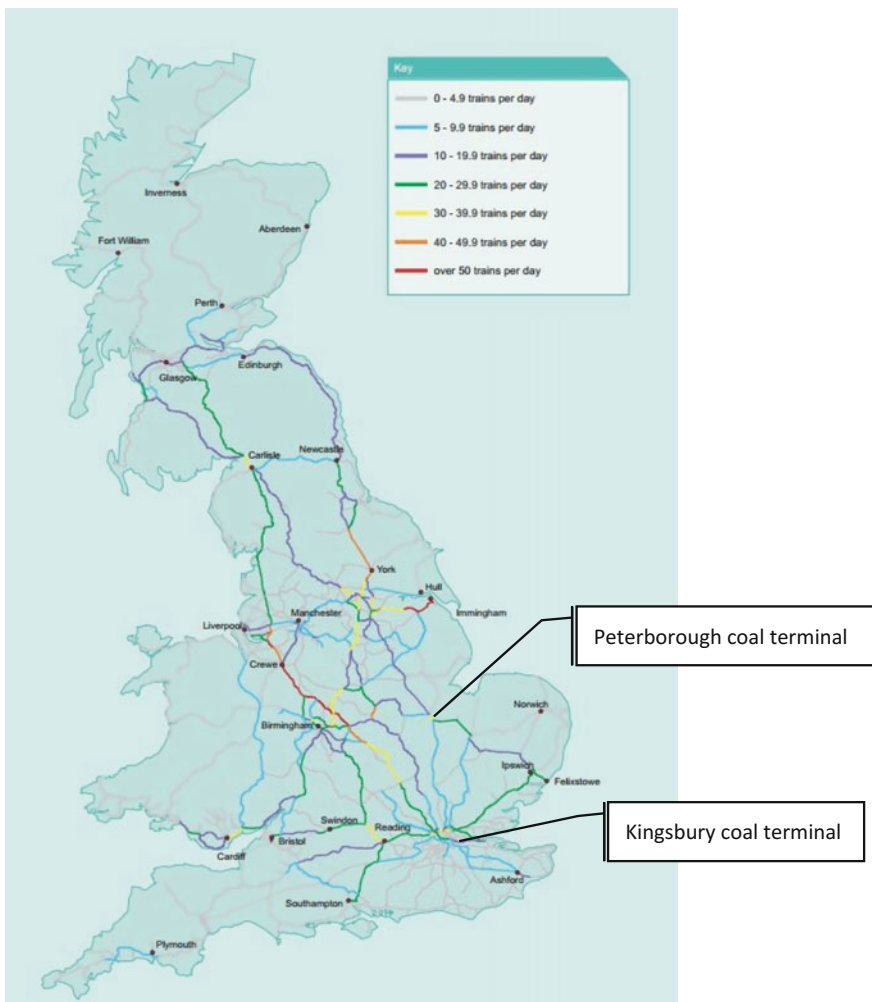 Key
0 - 4.9 trains per day
5 - 9.9 trains per day
10 - 19.9 trains per day
20 - 29.9 trains per day
30 - 39.9 trains per day
40 - 49.9 trains per day
over 50 trains per day
Inverness
Aberdeen
Fort William
Perth
Edinburgh
Glasgow
Carlisle
Newcastle
York
Hull
Immingham
Manchester
Liverpool
Peterborough coal terminal
Crewe
Norwich
Birmingham
Ipswich
Felixstowe
Swindon
Reading
Kingsbury coal terminal
Cardiff
Bristol
Ashford
Southampton
Plymouth